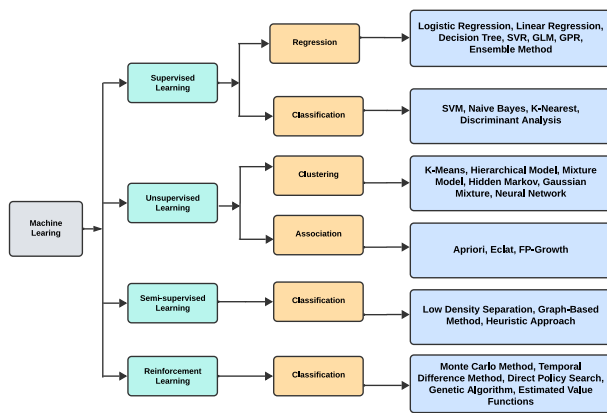 Machine
Learing
Supervised
Learning
Regression
Logistic Regression, Linear Regression,
Decision Tree, SVR, GLM, GPR,
Ensemble Method
Classification
SVM, Naive Bayes, K-Nearest,
Discriminant Analysis
Unsupervised
Learning
Clustering
K-Means, Hierarchical Model, Mixture
Model, Hidden Markov, Gaussian
Mixture, Neural Network
Association
Apriori, Eclat, FP-Growth
Semi-supervised
Learning
Classification
Low Density Separation, Graph-Based
Method, Heuristic Approach
Reinforcement
Learning
Classification
Monte Carlo Method, Temporal
Difference Method, Direct Policy Search,
Genetic Algorithm, Estimated Value
Functions